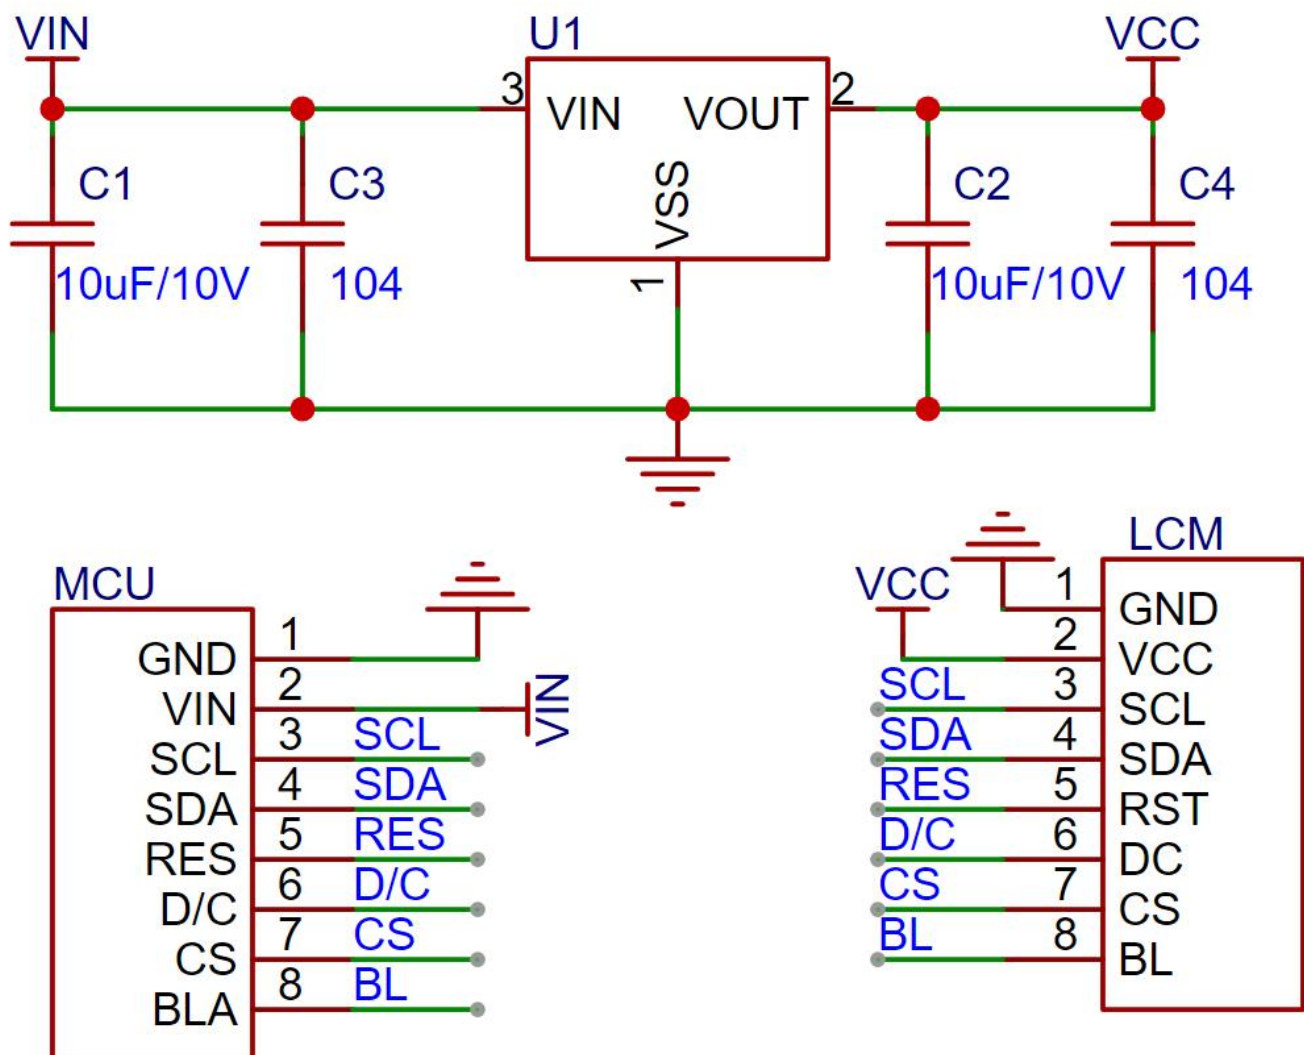 VIN
U1
VCC
3
VIN
VOUT
2
VSS
1
C1
10uF/10V
C3
104
C2
10uF/10V
C4
104
MCU
GND
1
VIN
2
VIN
SCL
3
SCL
SDA
4
SDA
RES
5
RES
D/C
6
D/C
CS
7
CS
BLA
8
BL
LCM
VCC
1
GND
2
VCC
SCL
3
SCL
SDA
4
SDA
RES
5
RST
D/C
6
DC
CS
7
CS
BL
8
BL